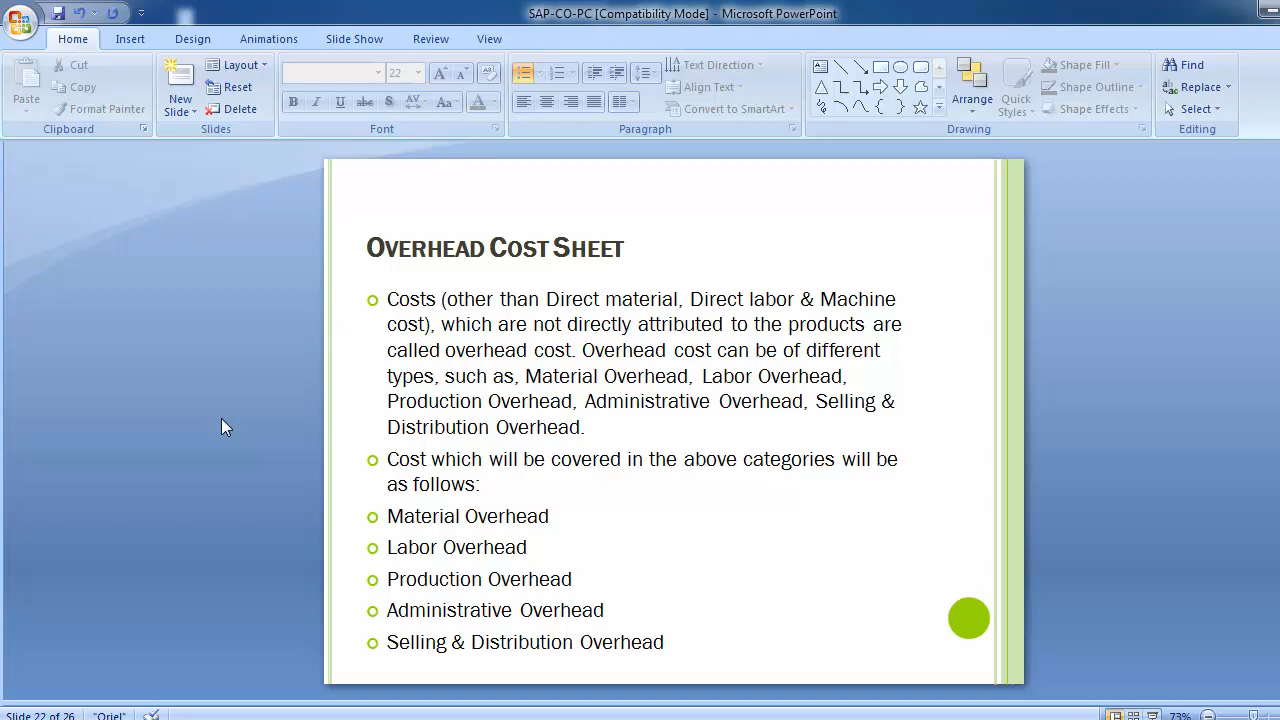 SAP-CO-PC [Compatibility Mode] - Microsoft PowerPoint
Home Insert Design Animations Slide Show Review View
Paste
Cut
Copy
Format Painter
Clipboard
New Slide
Layout
Reset
Delete
Slides
22
B I U abc S AV Aa A
Font
Text Direction
Align Text
Convert to SmartArt
Paragraph
Arrange
Quick Styles
Shape Fill
Shape Outline
Shape Effects
Drawing
Find
Replace
Select
Editing
OVERHEAD COST SHEET
Costs (other than Direct material, Direct labor & Machine
cost), which are not directly attributed to the products are
called overhead cost. Overhead cost can be of different
types, such as, Material Overhead, Labor Overhead,
Production Overhead, Administrative Overhead, Selling &
Distribution Overhead.
Cost which will be covered in the above categories will be
as follows:
Material Overhead
Labor Overhead
Production Overhead
Administrative Overhead
Selling & Distribution Overhead
Slide 22 of 26 "Oriel" 73%